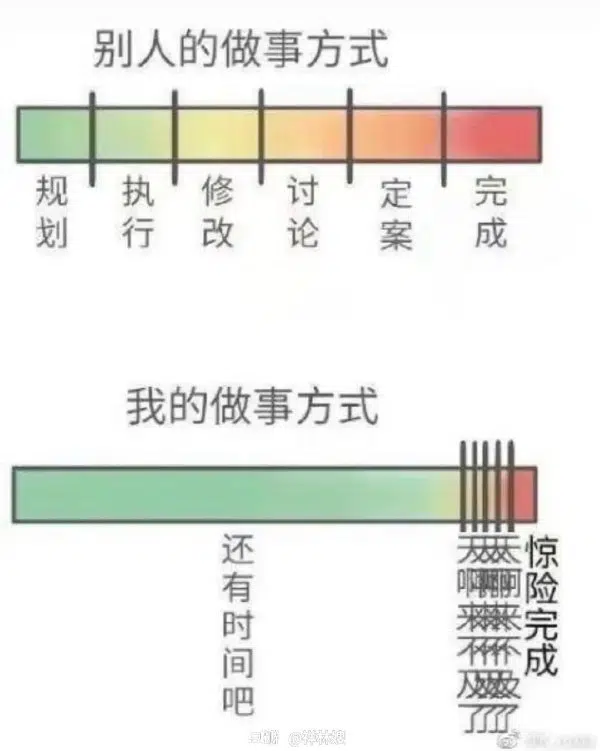 别人的做事方式
规划
执行
修改
讨论
定案
完成
我的做事方式
还有时间吧
天啊来不及了
惊险完成